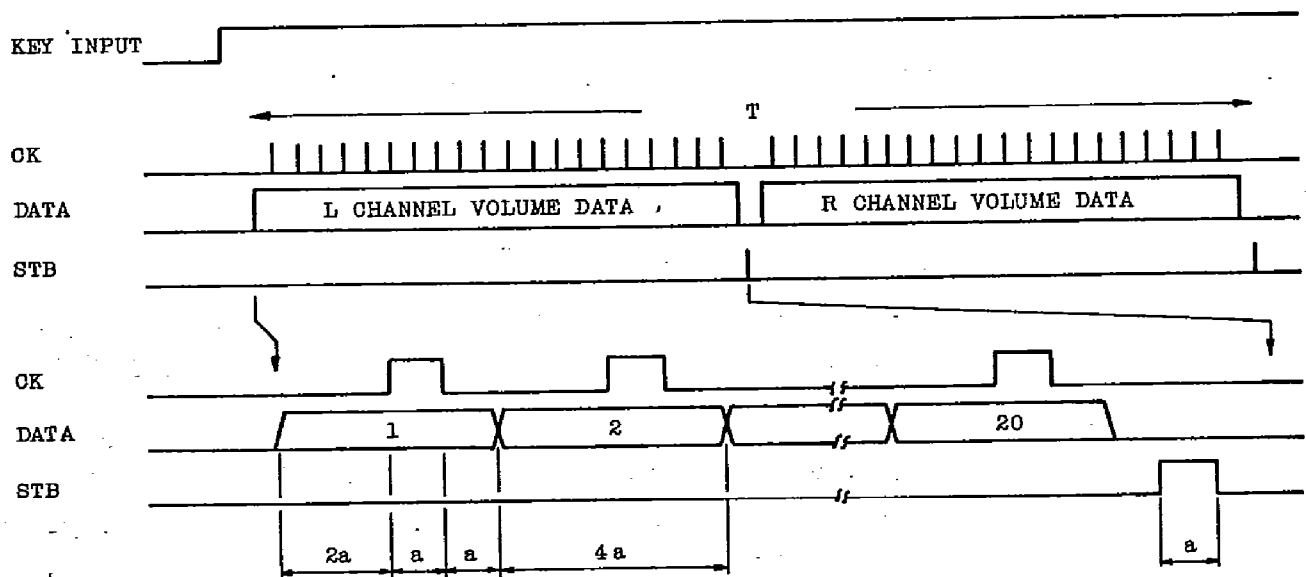 KEY INPUT
T
CK
DATA
L CHANNEL VOLUME DATA
R CHANNEL VOLUME DATA
STB
CK
DATA
1
2
20
STB
2a
a
a
4a
a